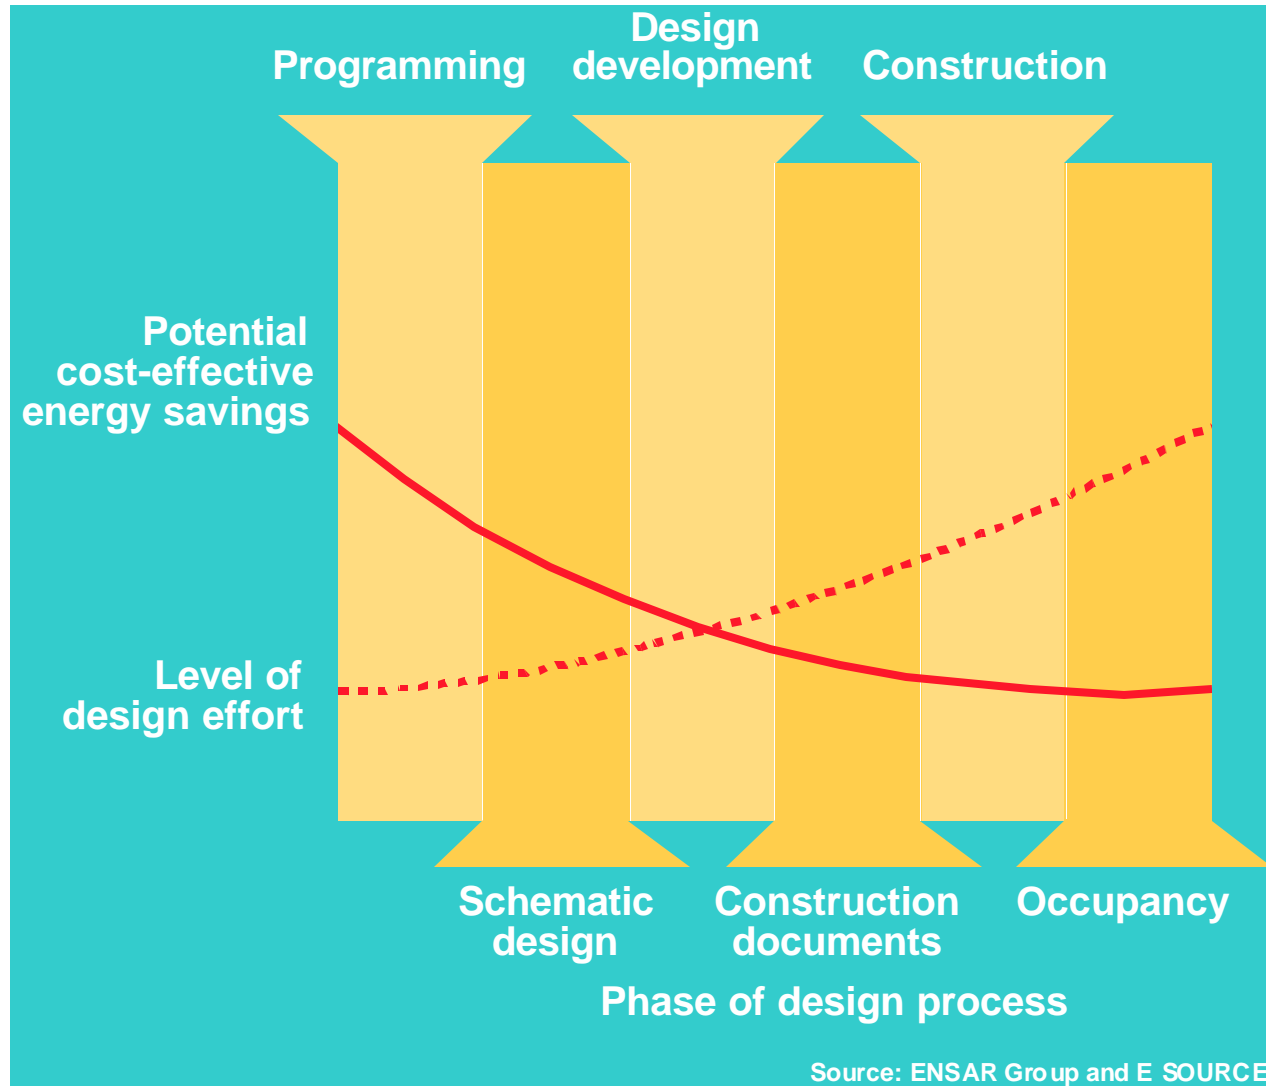 Programming
Design
development
Construction
Potential
cost-effective
energy savings
Level of
design effort
Schematic
design
Construction
documents
Occupancy
Phase of design process
Source: ENSAR Group and E SOURCE